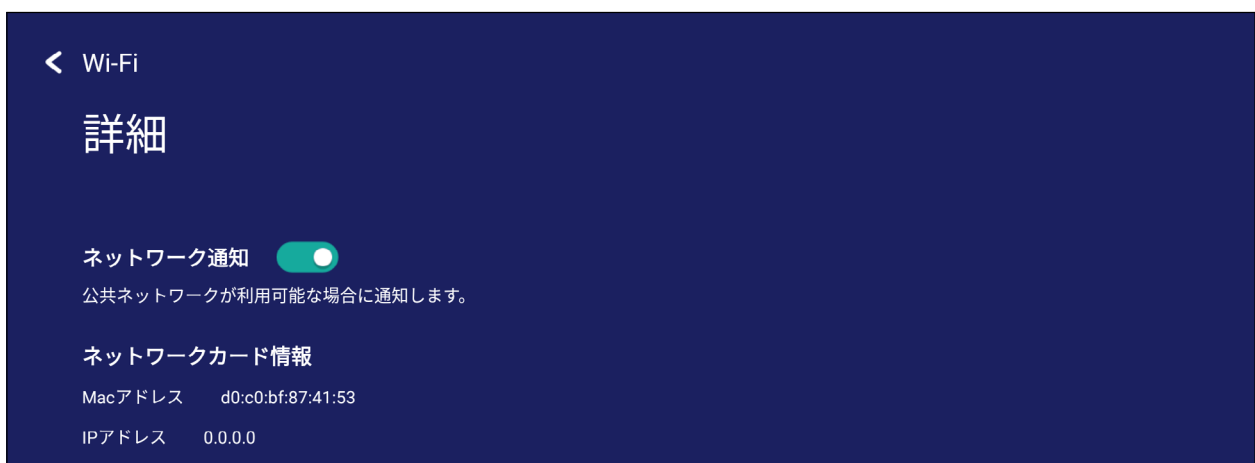 Wi-Fi
詳細
ネットワーク通知
公共ネットワークが利用可能な場合に通知します。
ネットワークカード情報
Macアドレス d0:c0:bf:87:41:53
IPアドレス 0.0.0.0